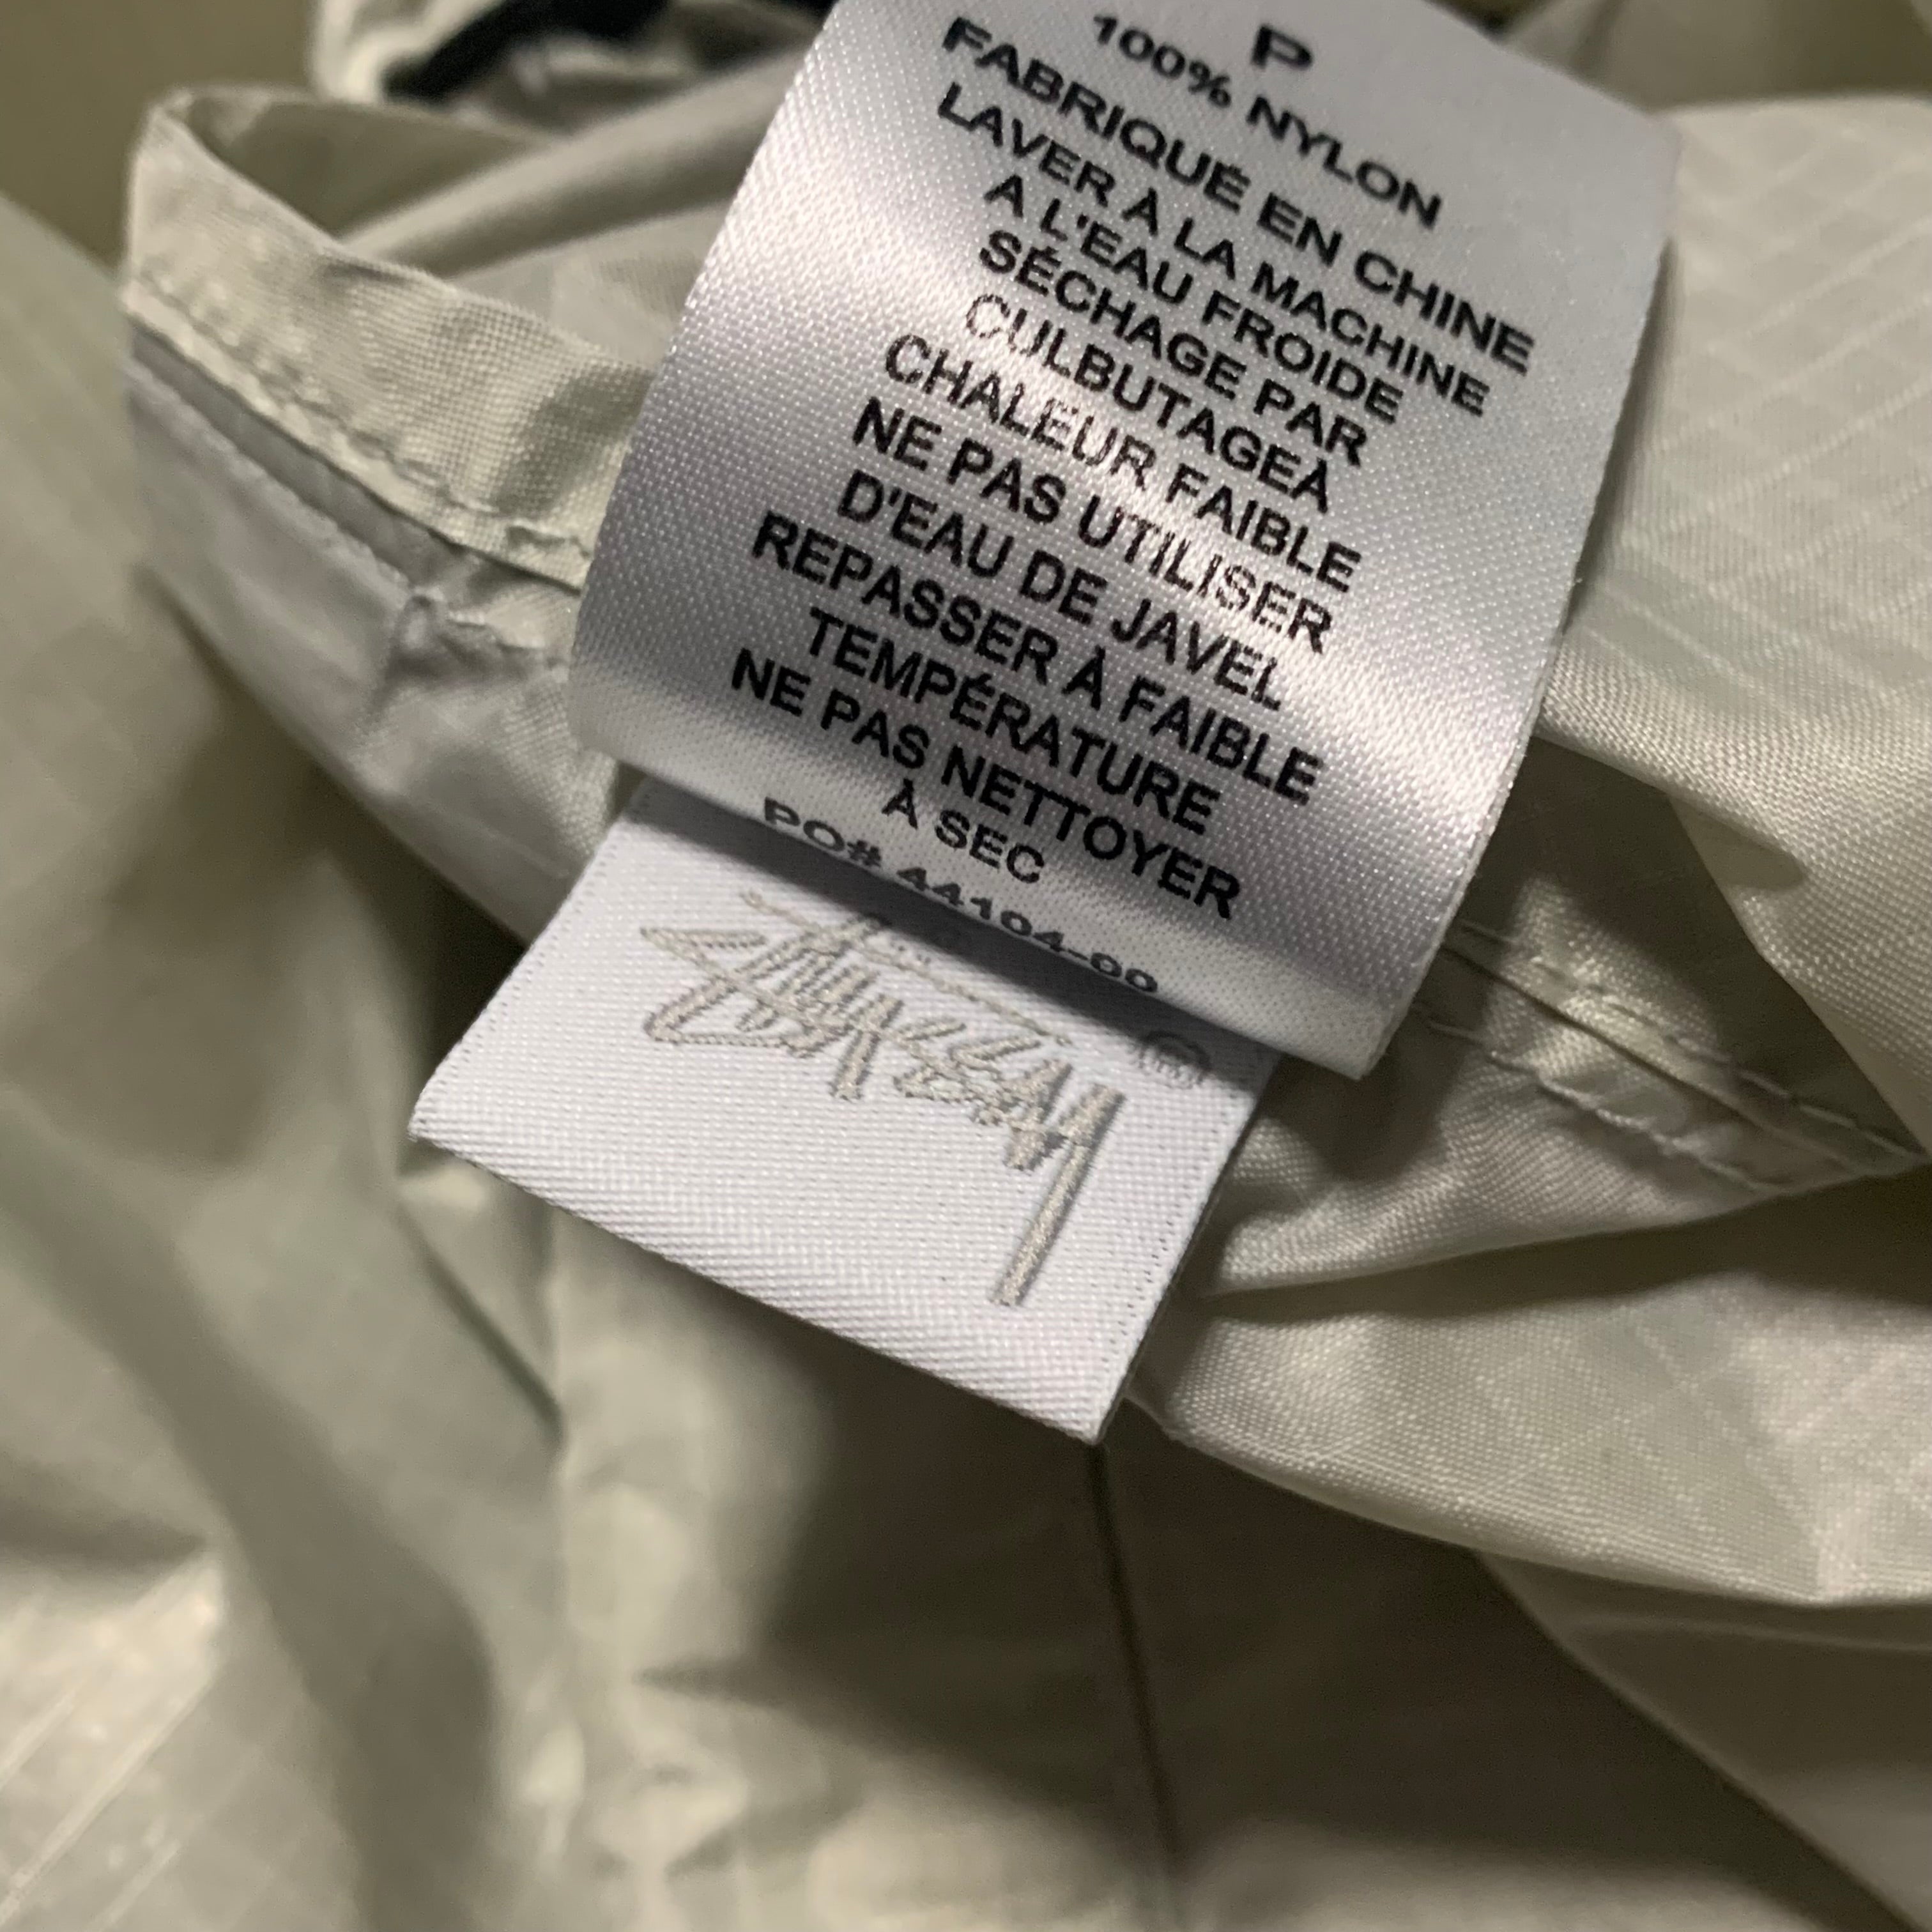 P
100% NYLON
FABRIQUÉ EN CHINE
LAVER À LA MACHINE
A L'EAU FROIDE
SÉCHAGE PAR
CULBUTAGEÀ
CHALEUR FAIBLE
NE PAS UTILISER
D'EAU DE JAVEL
REPASSER À FAIBLE
TEMPÉRATURE
NE PAS NETTOYER
À SEC
PO# 44104-00
Stüssy ®